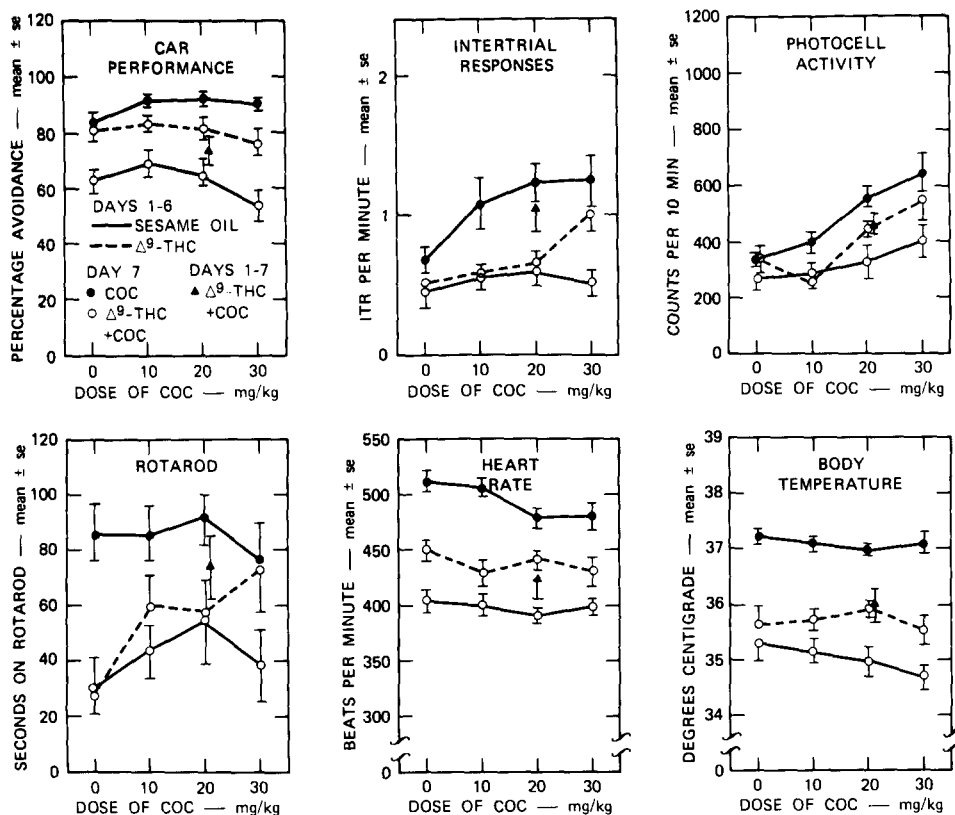 CAR
PERFORMANCE
PERCENTAGE AVOIDANCE — mean ± se
120
100
80
60
40
20
0
DAYS 1-6
SESAME OIL
Δ9-THC
DAY 7
COC
Δ9-THC
+COC
DAYS 1-7
Δ9-THC
+COC
0 10 20 30
DOSE OF COC — mg/kg
INTERTRIAL
RESPONSES
ITR PER MINUTE — mean ± se
2
1
0
0 10 20 30
DOSE OF COC — mg/kg
PHOTOCELL
ACTIVITY
COUNTS PER 10 MIN — mean ± se
1200
1000
800
600
400
200
0
0 10 20 30
DOSE OF COC — mg/kg
ROTAROD
SECONDS ON ROTAROD — mean ± se
120
100
80
60
40
20
0
0 10 20 30
DOSE OF COC — mg/kg
HEART
RATE
BEATS PER MINUTE — mean ± se
550
500
450
400
350
300
0
0 10 20 30
DOSE OF COC — mg/kg
BODY
TEMPERATURE
DEGREES CENTIGRADE — mean ± se
39
38
37
36
35
34
0
0 10 20 30
DOSE OF COC — mg/kg